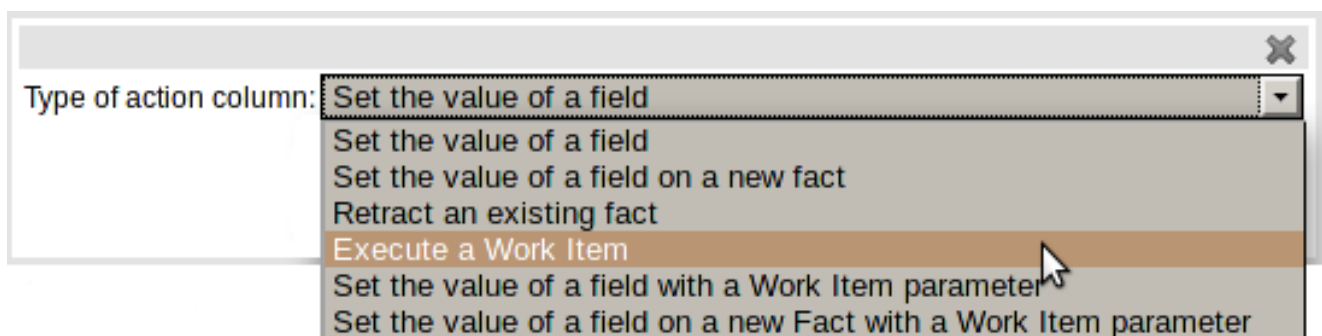 Type of action column: Set the value of a field
Set the value of a field
Set the value of a field on a new fact
Retract an existing fact
Execute a Work Item
Set the value of a field with a Work Item parameter
Set the value of a field on a new Fact with a Work Item parameter